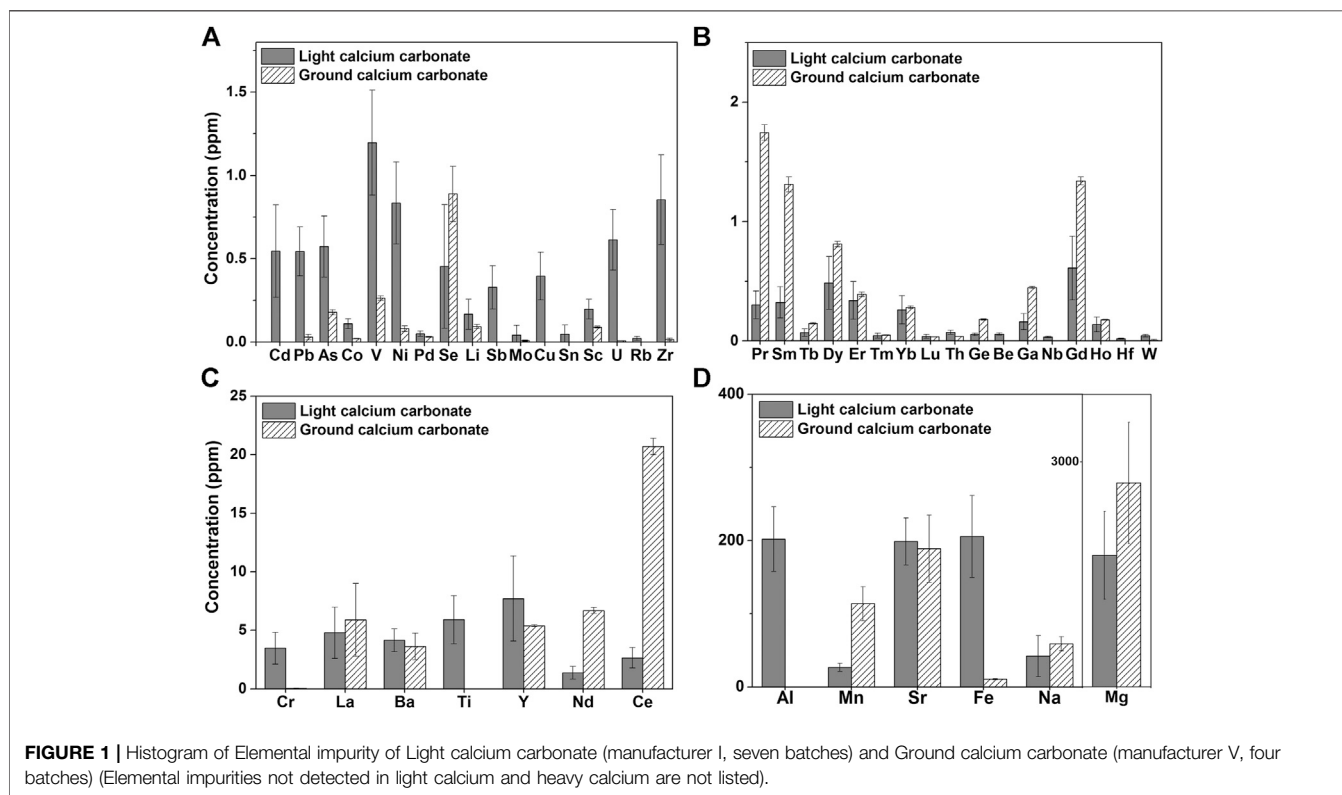 A
Light calcium carbonate
Ground calcium carbonate
Concentration (ppm)
1.5
1.0
0.5
0.0
Cd Pb As Co V Ni Pd Se Li Sb Mo Cu Sn Sc U Rb Zr
B
Light calcium carbonate
Ground calcium carbonate
2
1
0
Pr Sm Tb Dy Er Tm Yb Lu Th Ge Be Ga Nb Gd Ho Hf W
C
Light calcium carbonate
Ground calcium carbonate
Concentration (ppm)
25
20
15
10
5
0
Cr La Ba Ti Y Nd Ce
D
Light calcium carbonate
Ground calcium carbonate
400
200
0
3000
Al Mn Sr Fe Na Mg
FIGURE 1 | Histogram of Elemental impurity of Light calcium carbonate (manufacturer I, seven batches) and Ground calcium carbonate (manufacturer V, four
batches) (Elemental impurities not detected in light calcium and heavy calcium are not listed).